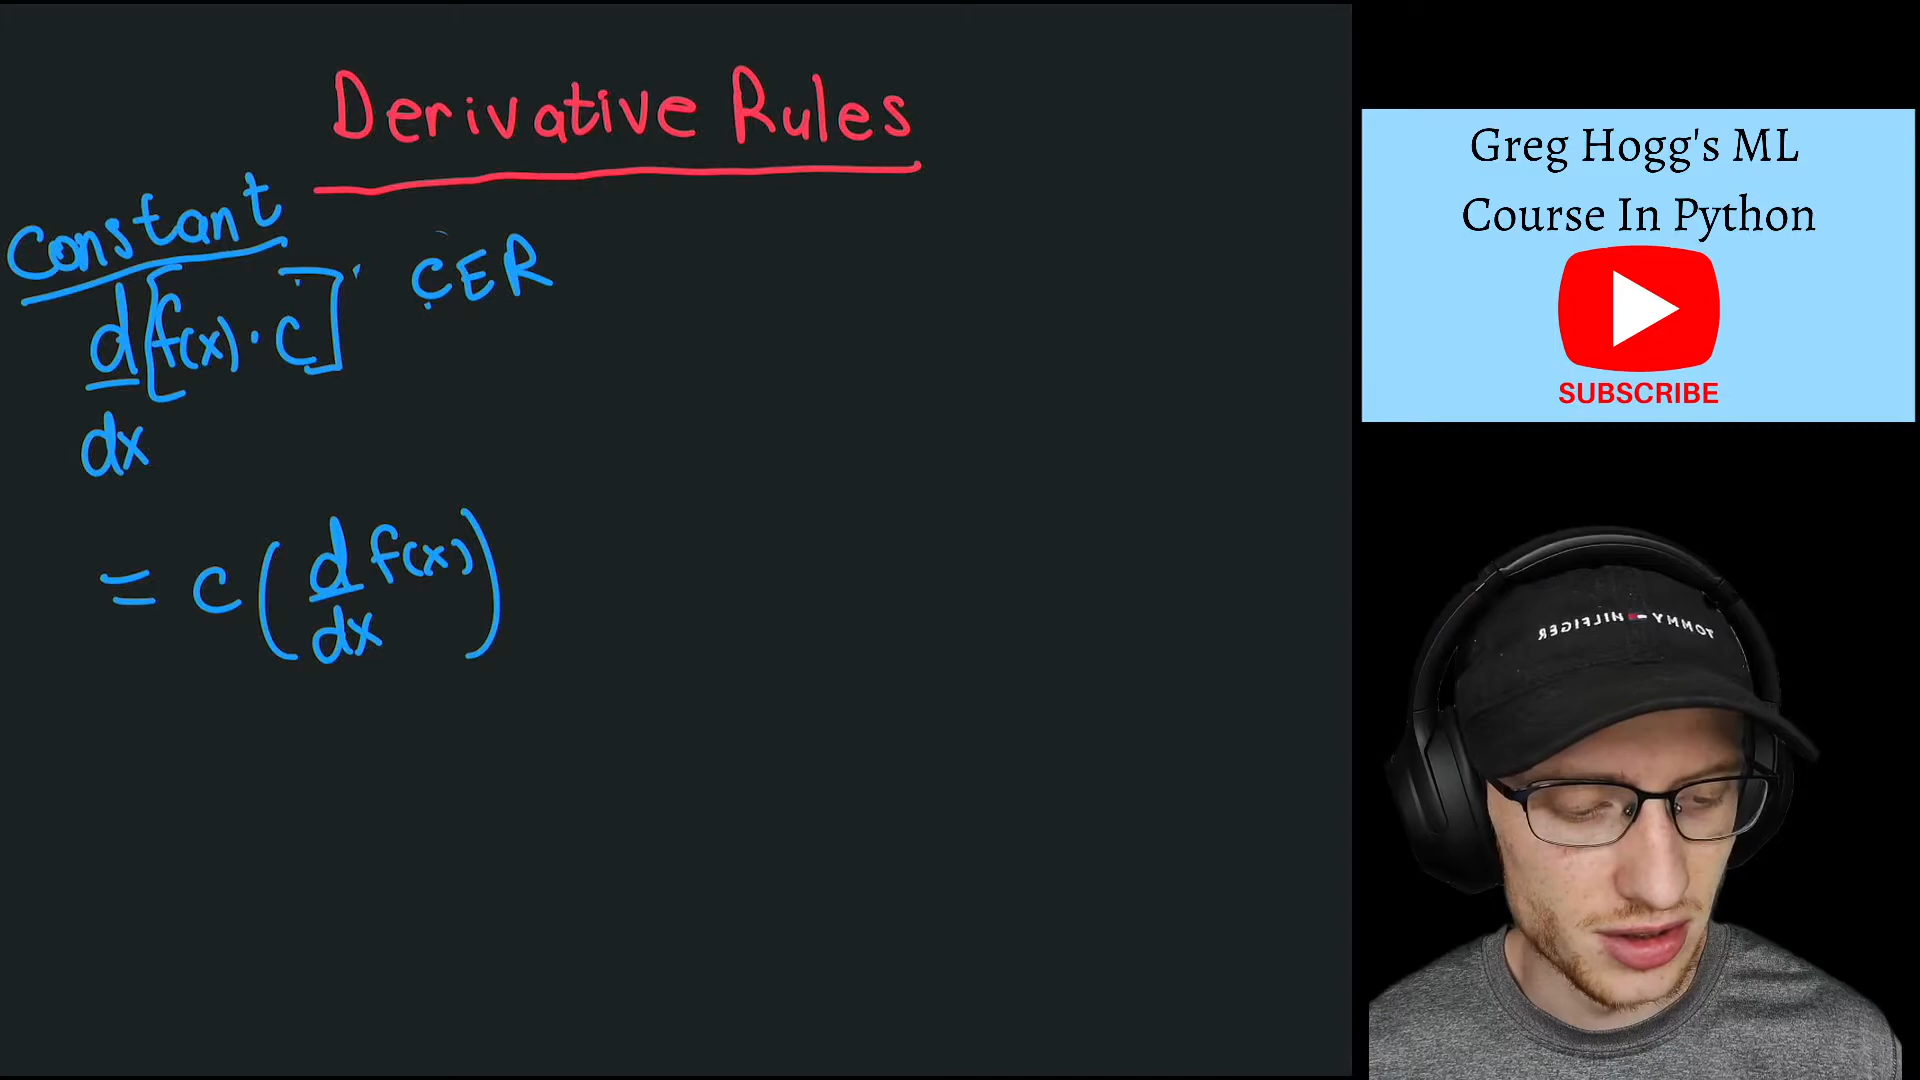 Derivative Rules
Constant
d/dx [f(x) · c] CER
= c ( d/dx f(x) )
Greg Hogg's ML
Course In Python
SUBSCRIBE
TOMMY HILFIGER